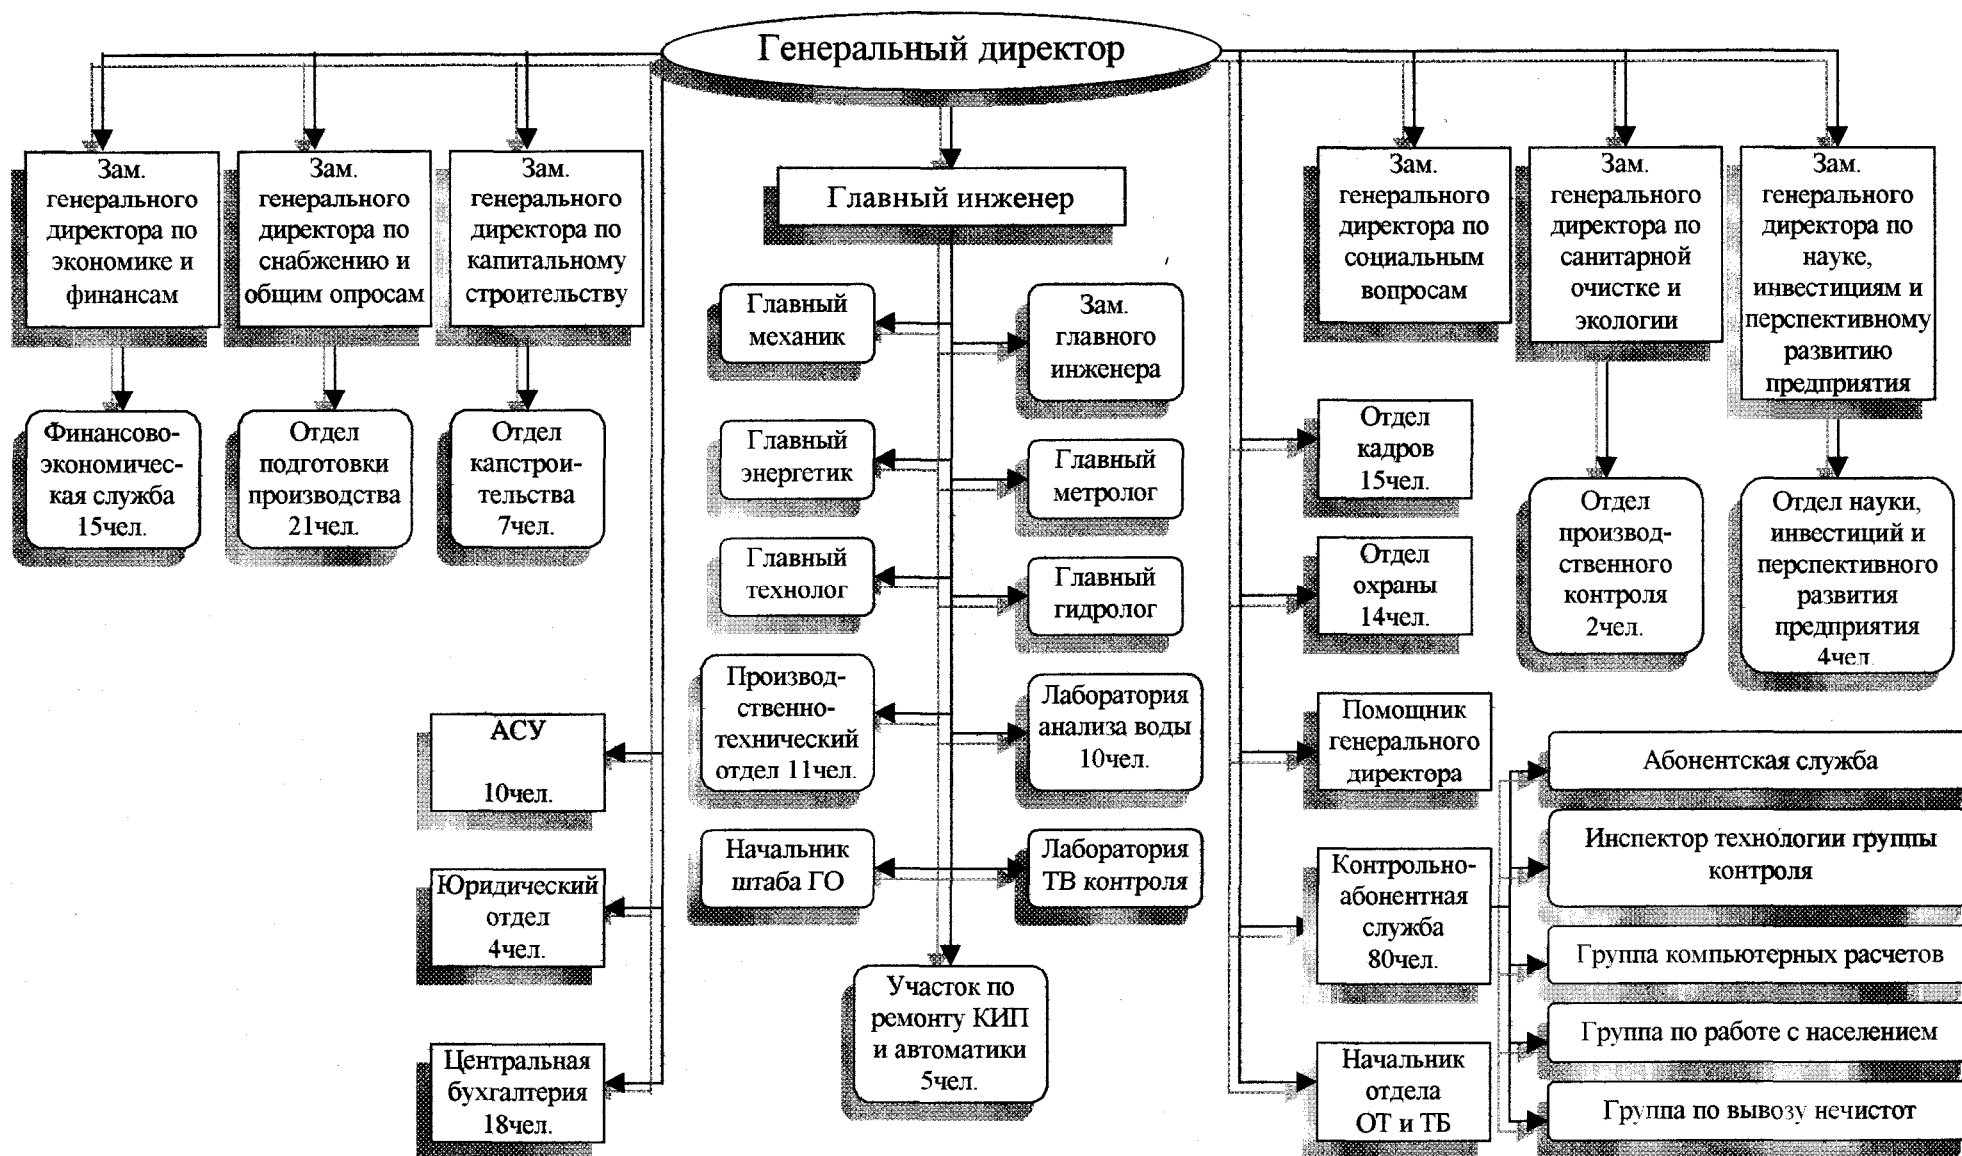 Генеральный директор
Зам.
генерального
директора по
экономике и
финансам
Зам.
генерального
директора по
снабжению и
общим опросам
Зам.
генерального
директора по
капитальному
строительству
Главный инженер
Зам.
генерального
директора по
социальным
вопросам
Зам.
генерального
директора по
санитарной
очистке и
экологии
Зам.
генерального
директора по
науке,
инвестициям и
перспективному
развитию
предприятия
Финансово-
экономичес-
кая служба
15чел.
Отдел
подготовки
производства
21чел.
Отдел
капстрои-
тельства
7чел.
Главный
механик
Зам.
главного
инженера
Главный
энергетик
Главный
метролог
Главный
технолог
Главный
гидролог
Производ-
ственно-
технический
отдел 11чел.
Лаборатория
анализа воды
10чел.
Начальник
штаба ГО
Лаборатория
ТВ контроля
Участок по
ремонту КИП
и автоматики
5чел.
Отдел
кадров
15чел.
Отдел
охраны
14чел.
Отдел
производ-
ственного
контроля
2чел.
Отдел науки,
инвестиций и
перспективного
развития
предприятия
4чел.
АСУ
10чел.
Юридический
отдел
4чел.
Центральная
бухгалтерия
18чел.
Помощник
генерального
директора
Контрольно-
абонентная
служба
80чел.
Начальник
отдела
ОТ и ТБ
Абонентская служба
Инспектор технологии группы
контроля
Группа компьютерных расчетов
Группа по работе с населением
Группа по вывозу нечистот